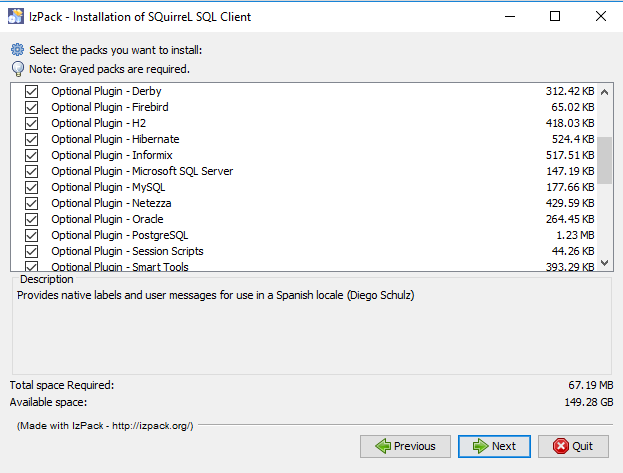 IzPack - Installation of SQuirreL SQL Client
Select the packs you want to install:
Note: Grayed packs are required.
Optional Plugin - Derby 312.42 KB
Optional Plugin - Firebird 65.02 KB
Optional Plugin - H2 418.03 KB
Optional Plugin - Hibernate 524.4 KB
Optional Plugin - Informix 517.51 KB
Optional Plugin - Microsoft SQL Server 147.19 KB
Optional Plugin - MySQL 177.66 KB
Optional Plugin - Netezza 429.59 KB
Optional Plugin - Oracle 264.45 KB
Optional Plugin - PostgreSQL 1.23 MB
Optional Plugin - Session Scripts 44.26 KB
Optional Plugin - Smart Tools 393.29 KB
Description
Provides native labels and user messages for use in a Spanish locale (Diego Schulz)
Total space Required: 67.19 MB
Available space: 149.28 GB
(Made with IzPack - http://izpack.org/)
Previous Next Quit